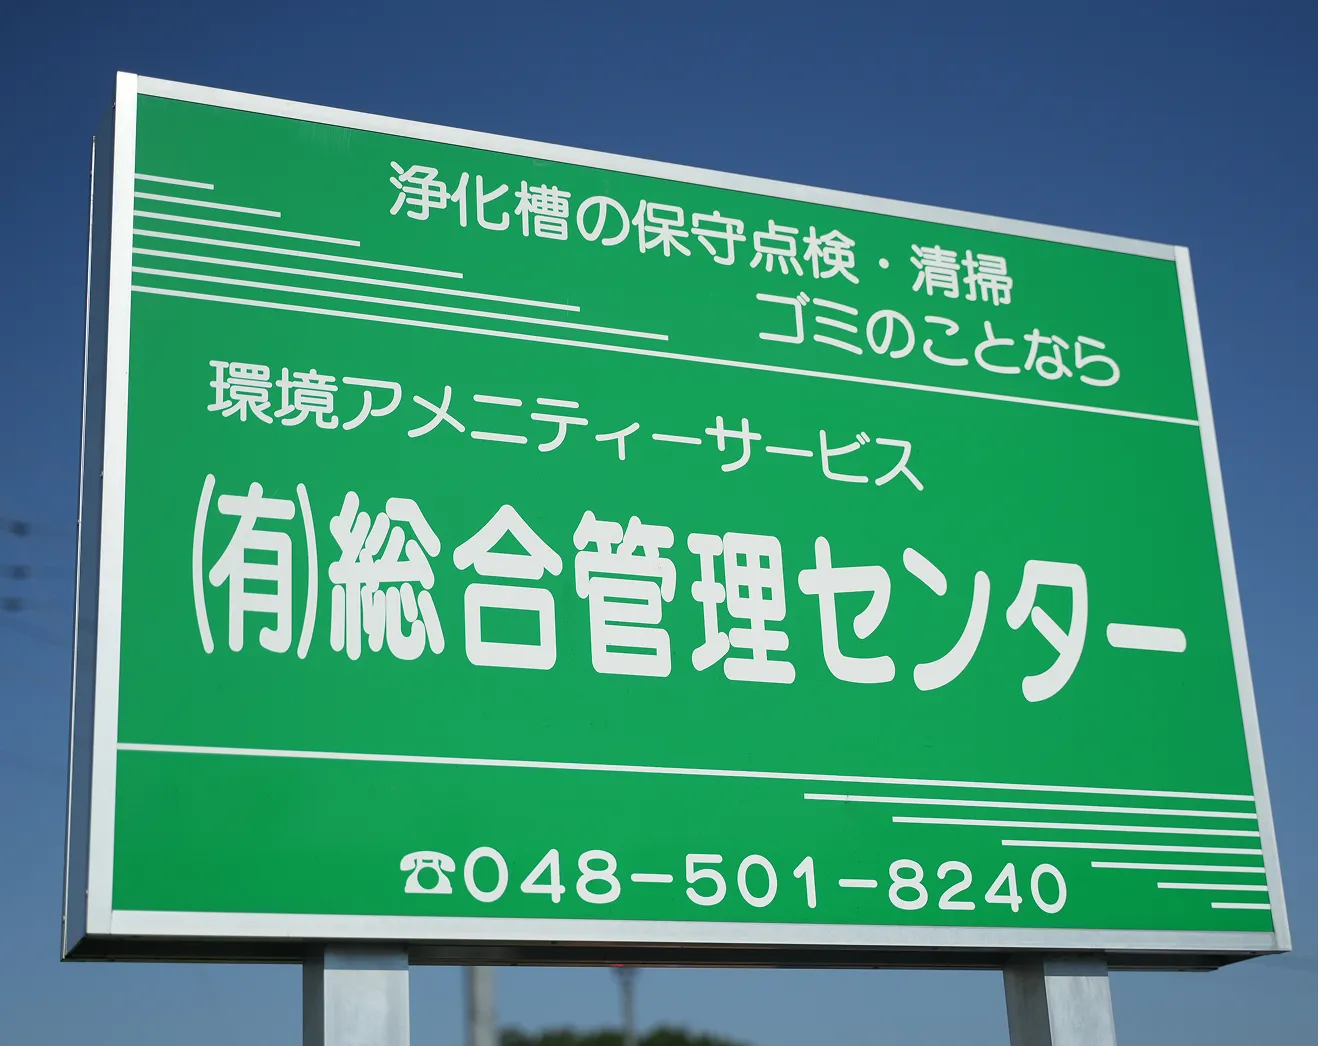 浄化槽の保守点検・清掃
ゴミのことなら
環境アメニティーサービス
(有)総合管理センター
☎048-501-8240